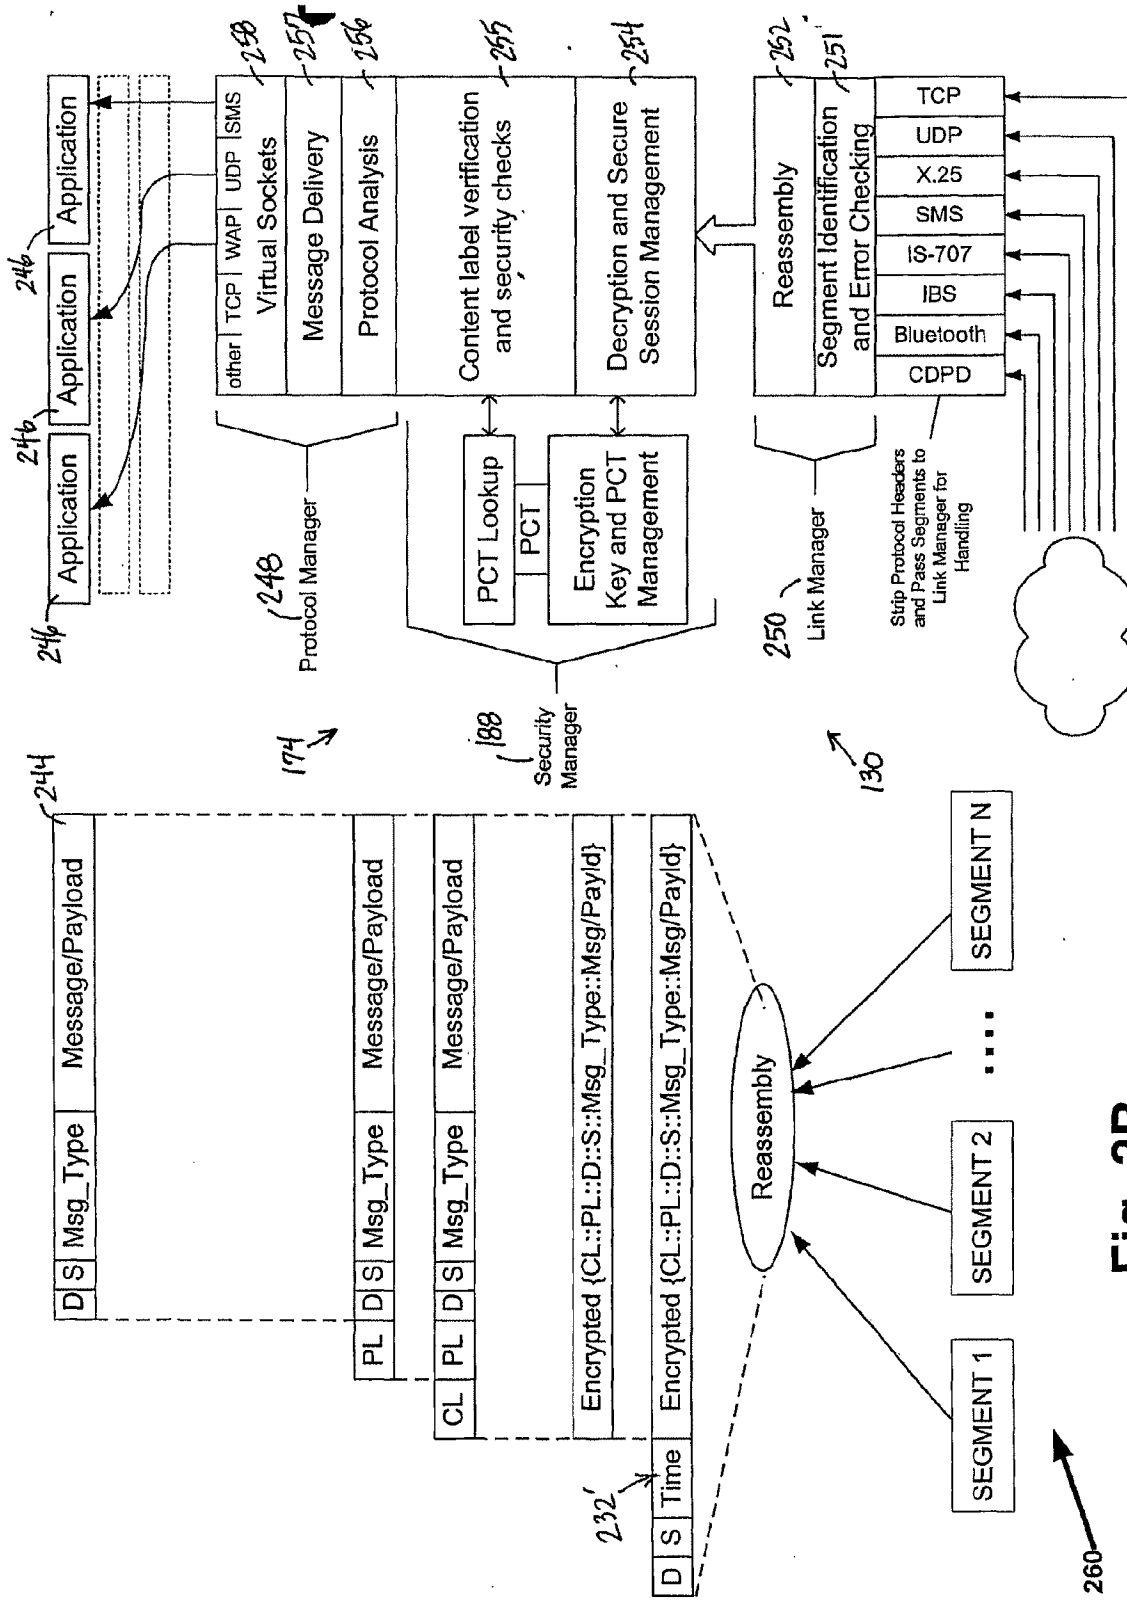 244
D
S
Msg_Type
Message/Payload
PL
D
S
Msg_Type
Message/Payload
CL
PL
D
S
Msg_Type
Message/Payload
Encrypted {CL::PL::D::S::Msg_Type::Msg/Payld}
232'
D
S
Time
Encrypted {CL::PL::D::S::Msg_Type::Msg/Payld}
Reassembly
SEGMENT 1
SEGMENT 2
....
SEGMENT N
260
Fig.
246
Application
246
Application
246
Application
174
other
TCP
WAP
UDP
SMS
Virtual Sockets
258
Message Delivery
257
Protocol Analysis
256
248
Protocol Manager
Content label verification
and security checks
255
PCT Lookup
PCT
Encryption
Key and PCT
Management
Decryption and Secure
Session Management
254
188
Security
Manager
130
Reassembly
252
Segment Identification
and Error Checking
251
250
Link Manager
CDPD
Bluetooth
IBS
IS-707
SMS
X.25
UDP
TCP
Strip Protocol Headers
and Pass Segments to
Link Manager for
Handling